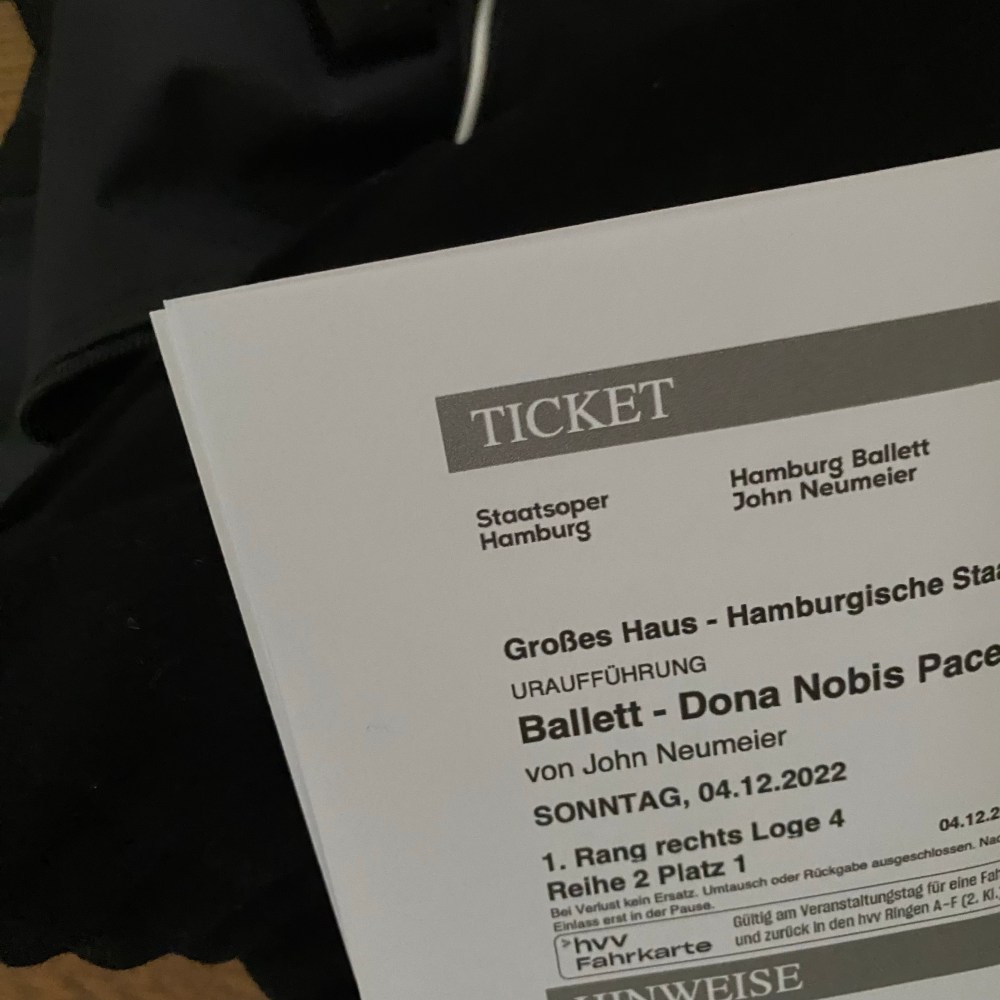 TICKET
Staatsoper
Hamburg
Hamburg Ballett
John Neumeier
Großes Haus - Hamburgische
URAUFFÜHRUNG
Ballett - Dona Nobis
von John Neumeier
SONNTAG, 04.12.2022
1. Rang rechts Loge 4
04.12.2
Reihe 2 Platz 1
Bei Verlust kein Ersatz. Umtausch oder Rückgabe ausgeschlossen.
Einlass erst in der Pause.
>hvv
Fahrkarte
Gültig am Veranstaltungstag für eine
und zurück in den hvv Ringen A-F (2. Kl.
HINWEISE